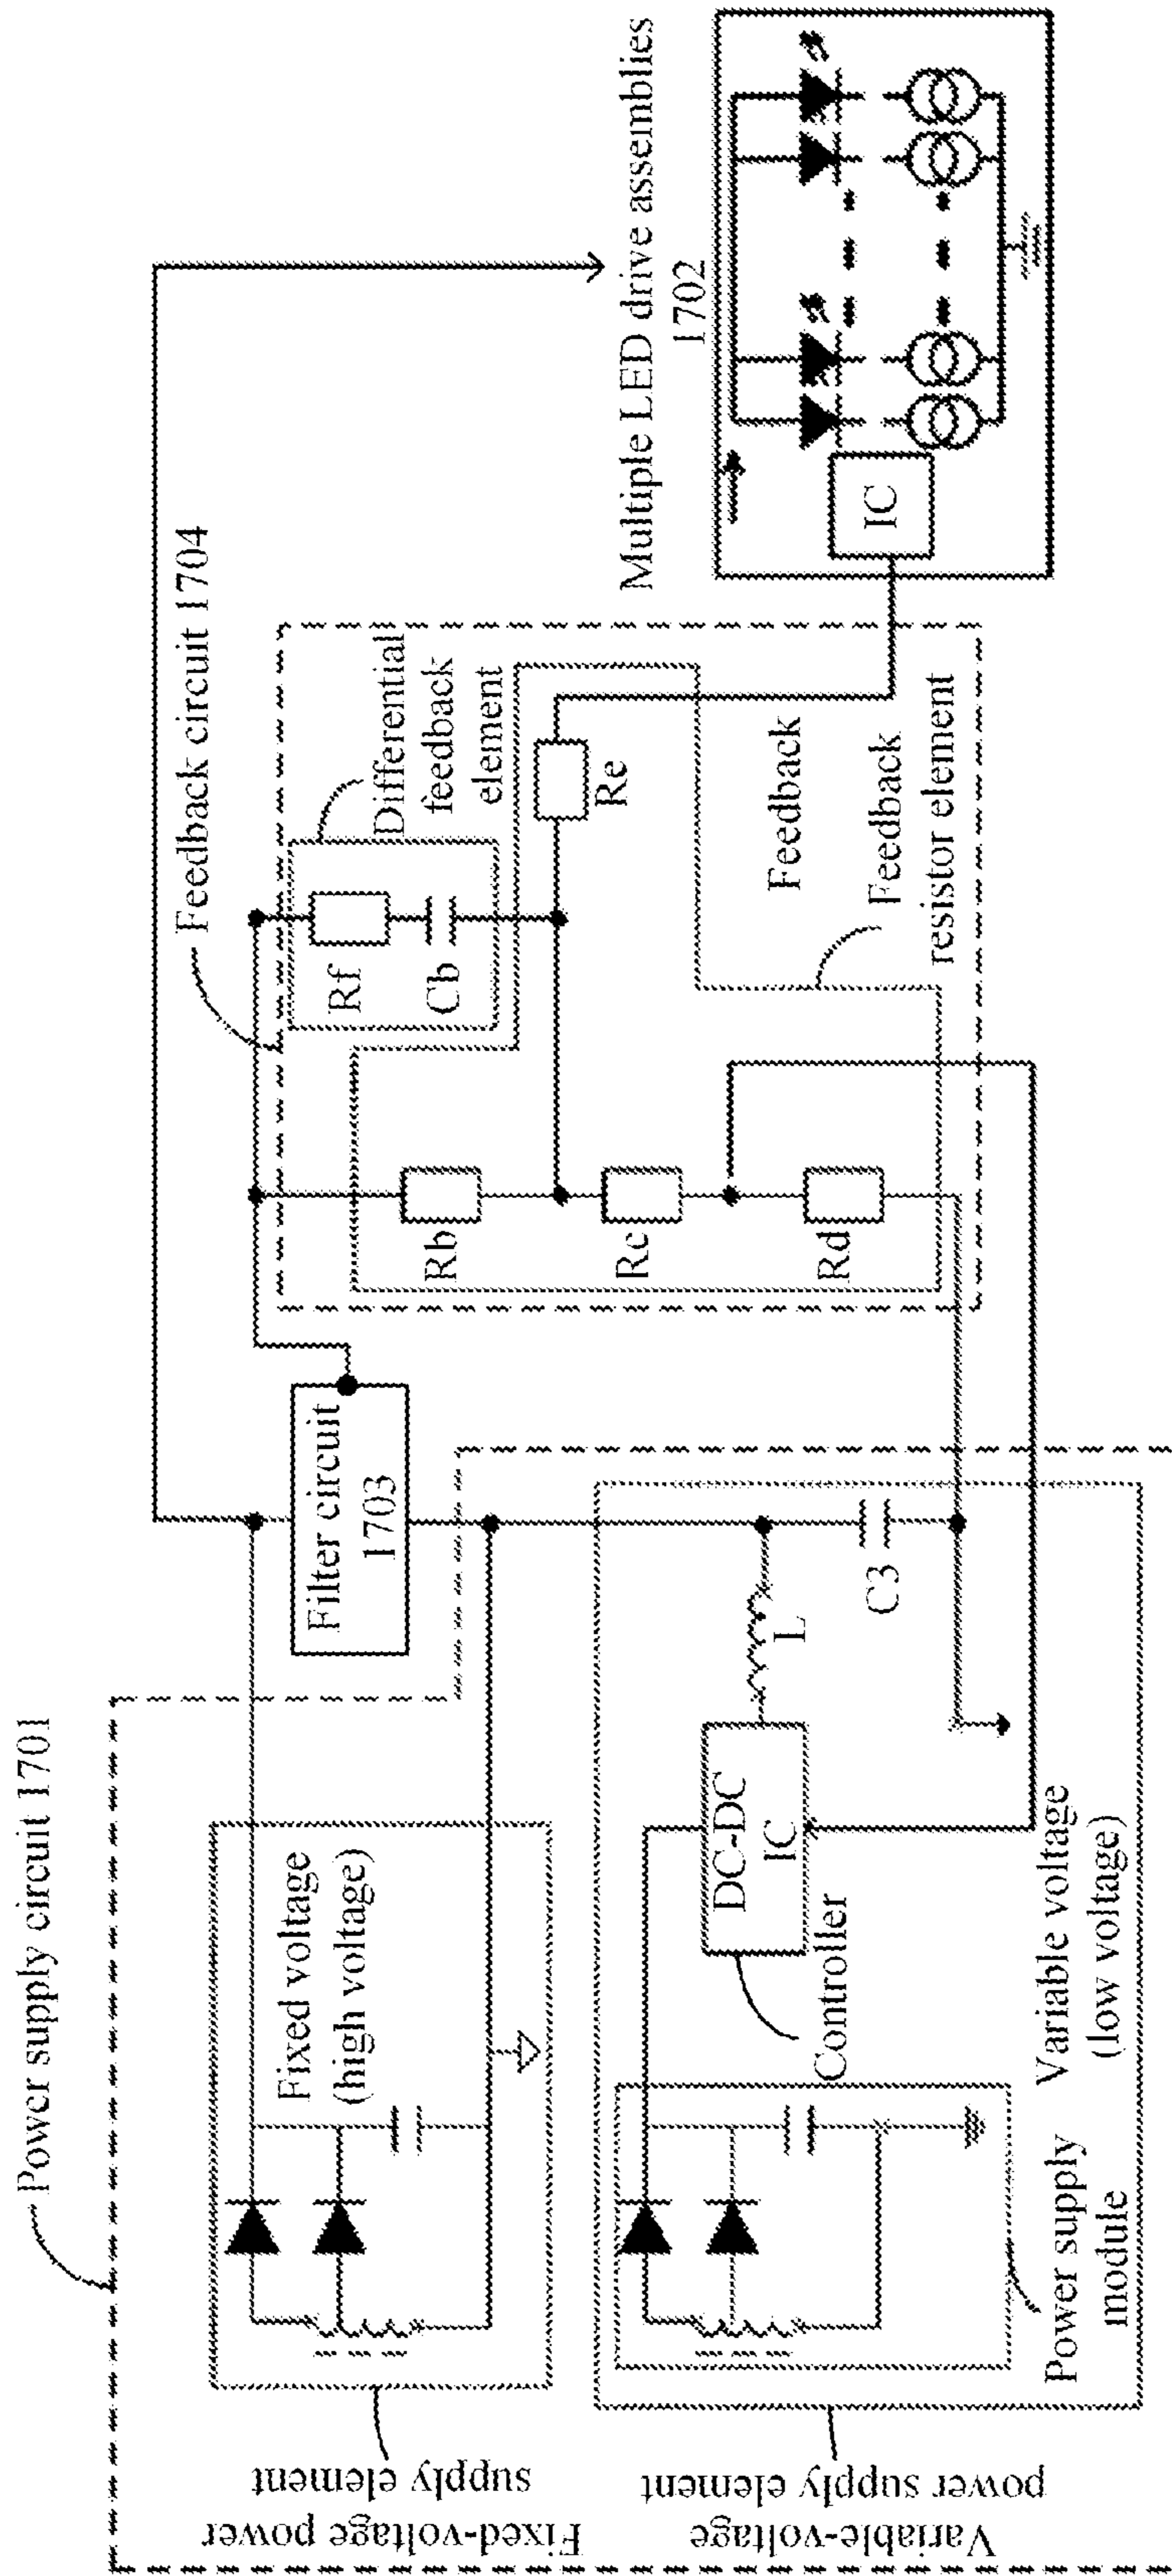 Power supply circuit 1701
Fixed voltage
(high voltage)
Fixed-voltage power
supply element
Filter circuit
1703
Feedback circuit 1704
Differential
feedback
element
Rf
Cb
Re
Rb
Rc
Rd
Feedback
Feedback
resistor element
Multiple LED drive assemblies
1702
IC
DC-DC
IC
L
C3
Controller
Variable voltage
(low voltage)
Power supply
module
Variable-voltage
power supply element